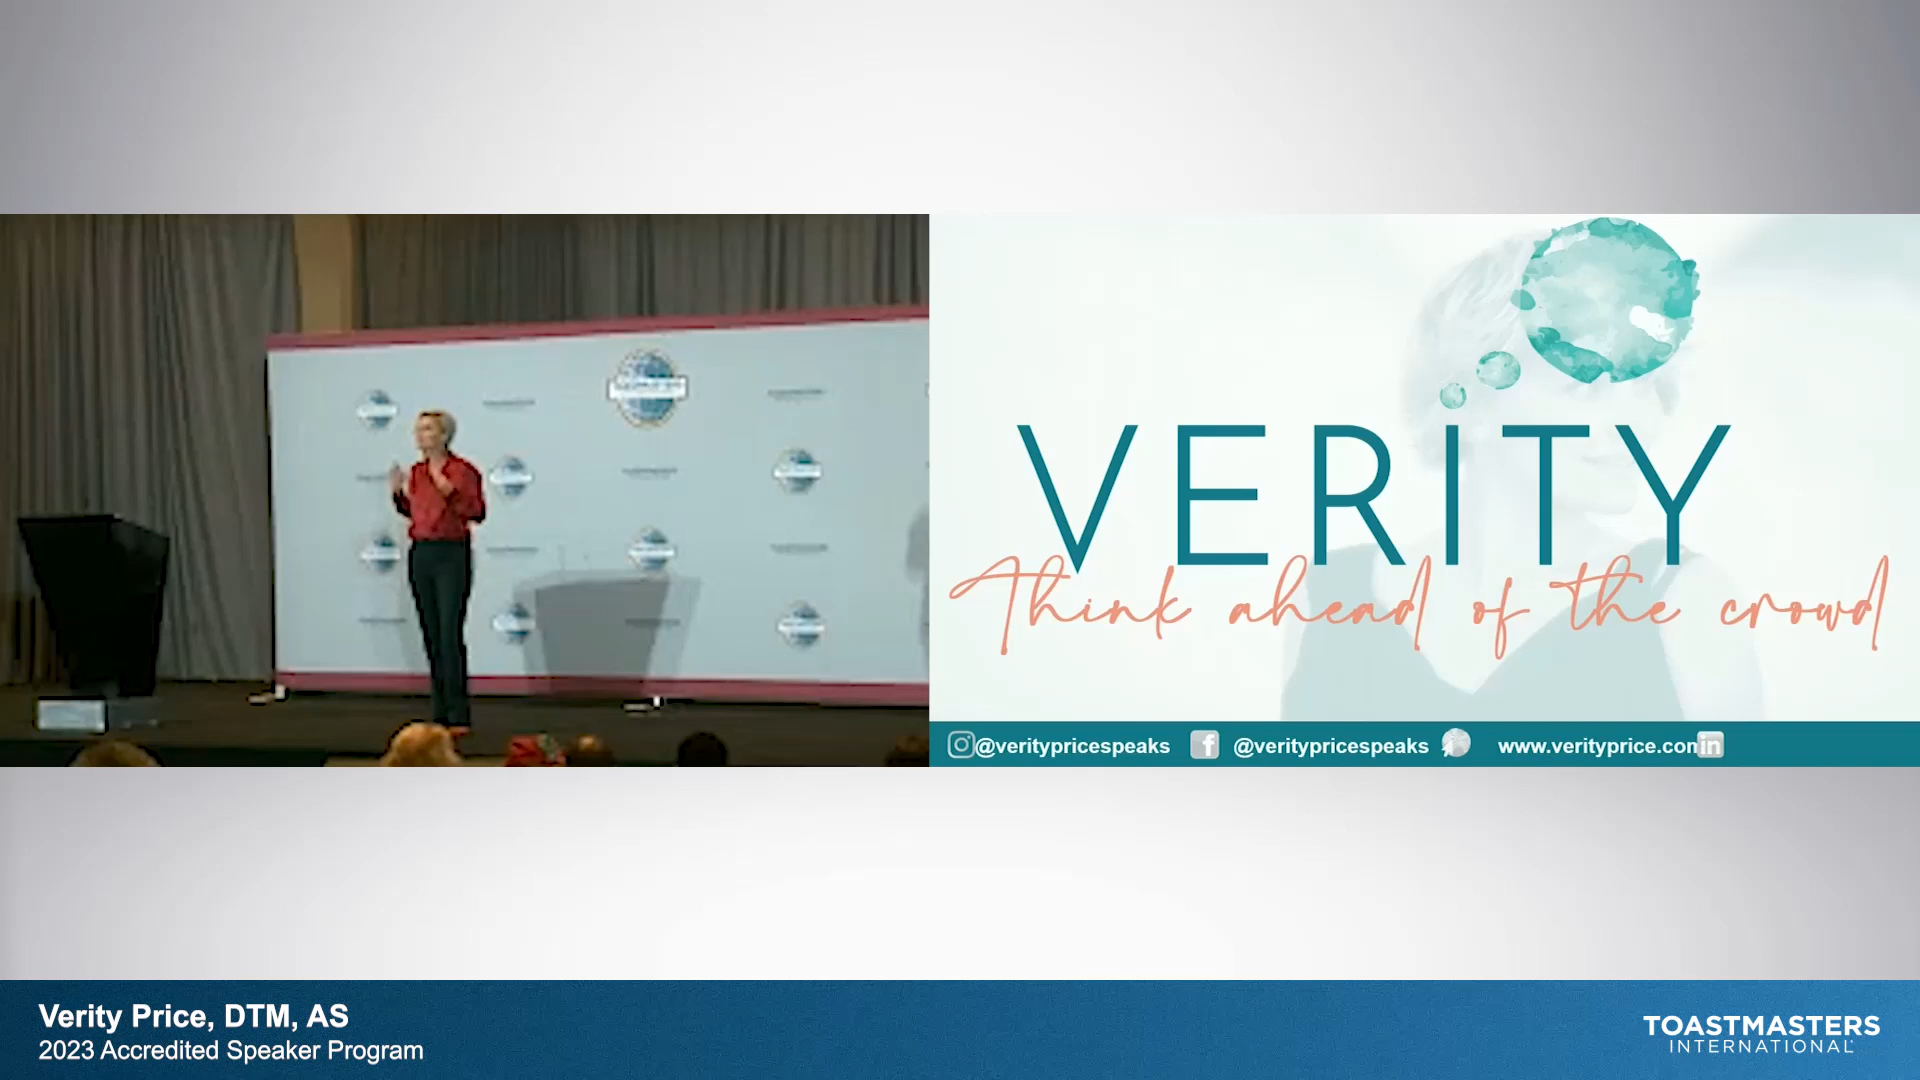 VERITY
Think ahead of the crowd
@veritypricespeaks @veritypricespeaks www.verityprice.com
Verity Price, DTM, AS
2023 Accredited Speaker Program
TOASTMASTERS
INTERNATIONAL